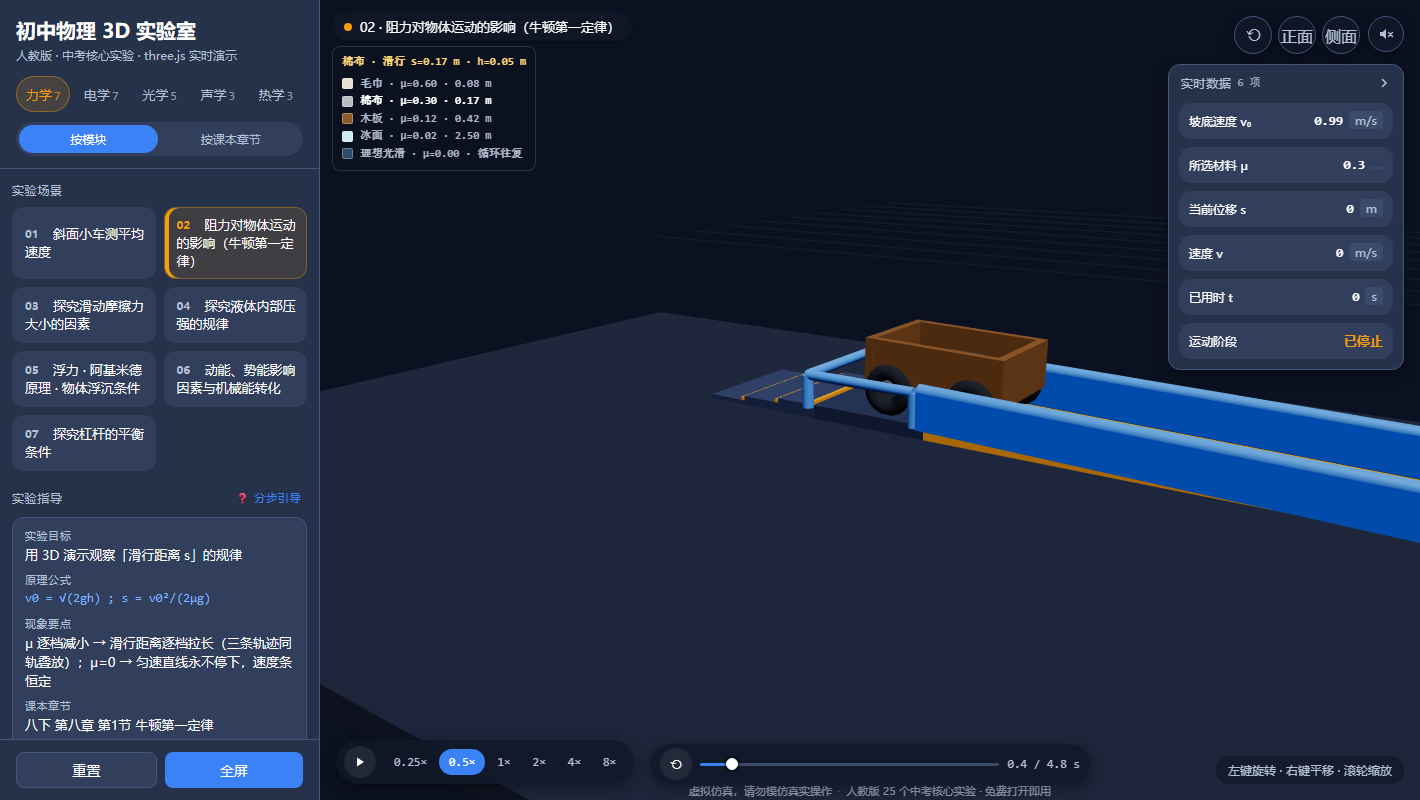 初中物理 3D 实验室
人教版 · 中考核心实验 · three.js 实时演示
力学 7
电学 7
光学 5
声学 3
热学 3
按模块
按课本章节
实验场景
01 斜面小车测平均
速度
02 阻力对物体运动
的影响（牛顿第一定
律）
03 探究滑动摩擦力
大小的因素
04 探究液体内部压
强的规律
05 浮力 · 阿基米德
原理 · 物体浮沉条件
06 动能、势能影响
因素与机械能转化
07 探究杠杆的平衡
条件
实验指导
❓ 分步引导
实验目标
用 3D 演示观察「滑行距离 s」的规律
原理公式
v0 = √(2gh) ; s = v0²/(2μg)
现象要点
μ 逐档减小 → 滑行距离逐档拉长（三条轨迹同
轨叠放）；μ=0 → 匀速直线永不停下，速度条
恒定
课本章节
八下 第八章 第1节 牛顿第一定律
重置
全屏
02 · 阻力对物体运动的影响（牛顿第一定律）
棉布 · 滑行 s=0.17 m · h=0.05 m
毛巾 · μ=0.60 · 0.08 m
棉布 · μ=0.30 · 0.17 m
木板 · μ=0.12 · 0.42 m
冰面 · μ=0.02 · 2.50 m
理想光滑 · μ=0.00 · 循环往复
正面
侧面
实时数据 6 项
坡底速度 v₀ 0.99 m/s
所选材料 μ 0.3 —
当前位移 s 0 m
速度 v 0 m/s
已用时 t 0 s
运动阶段 已停止
0.25×
0.5×
1×
2×
4×
8×
0.4 / 4.8 s
虚拟仿真，请勿模仿真实操作 · 人教版 25 个中考核心实验 · 免费打开即用
左键旋转 · 右键平移 · 滚轮缩放